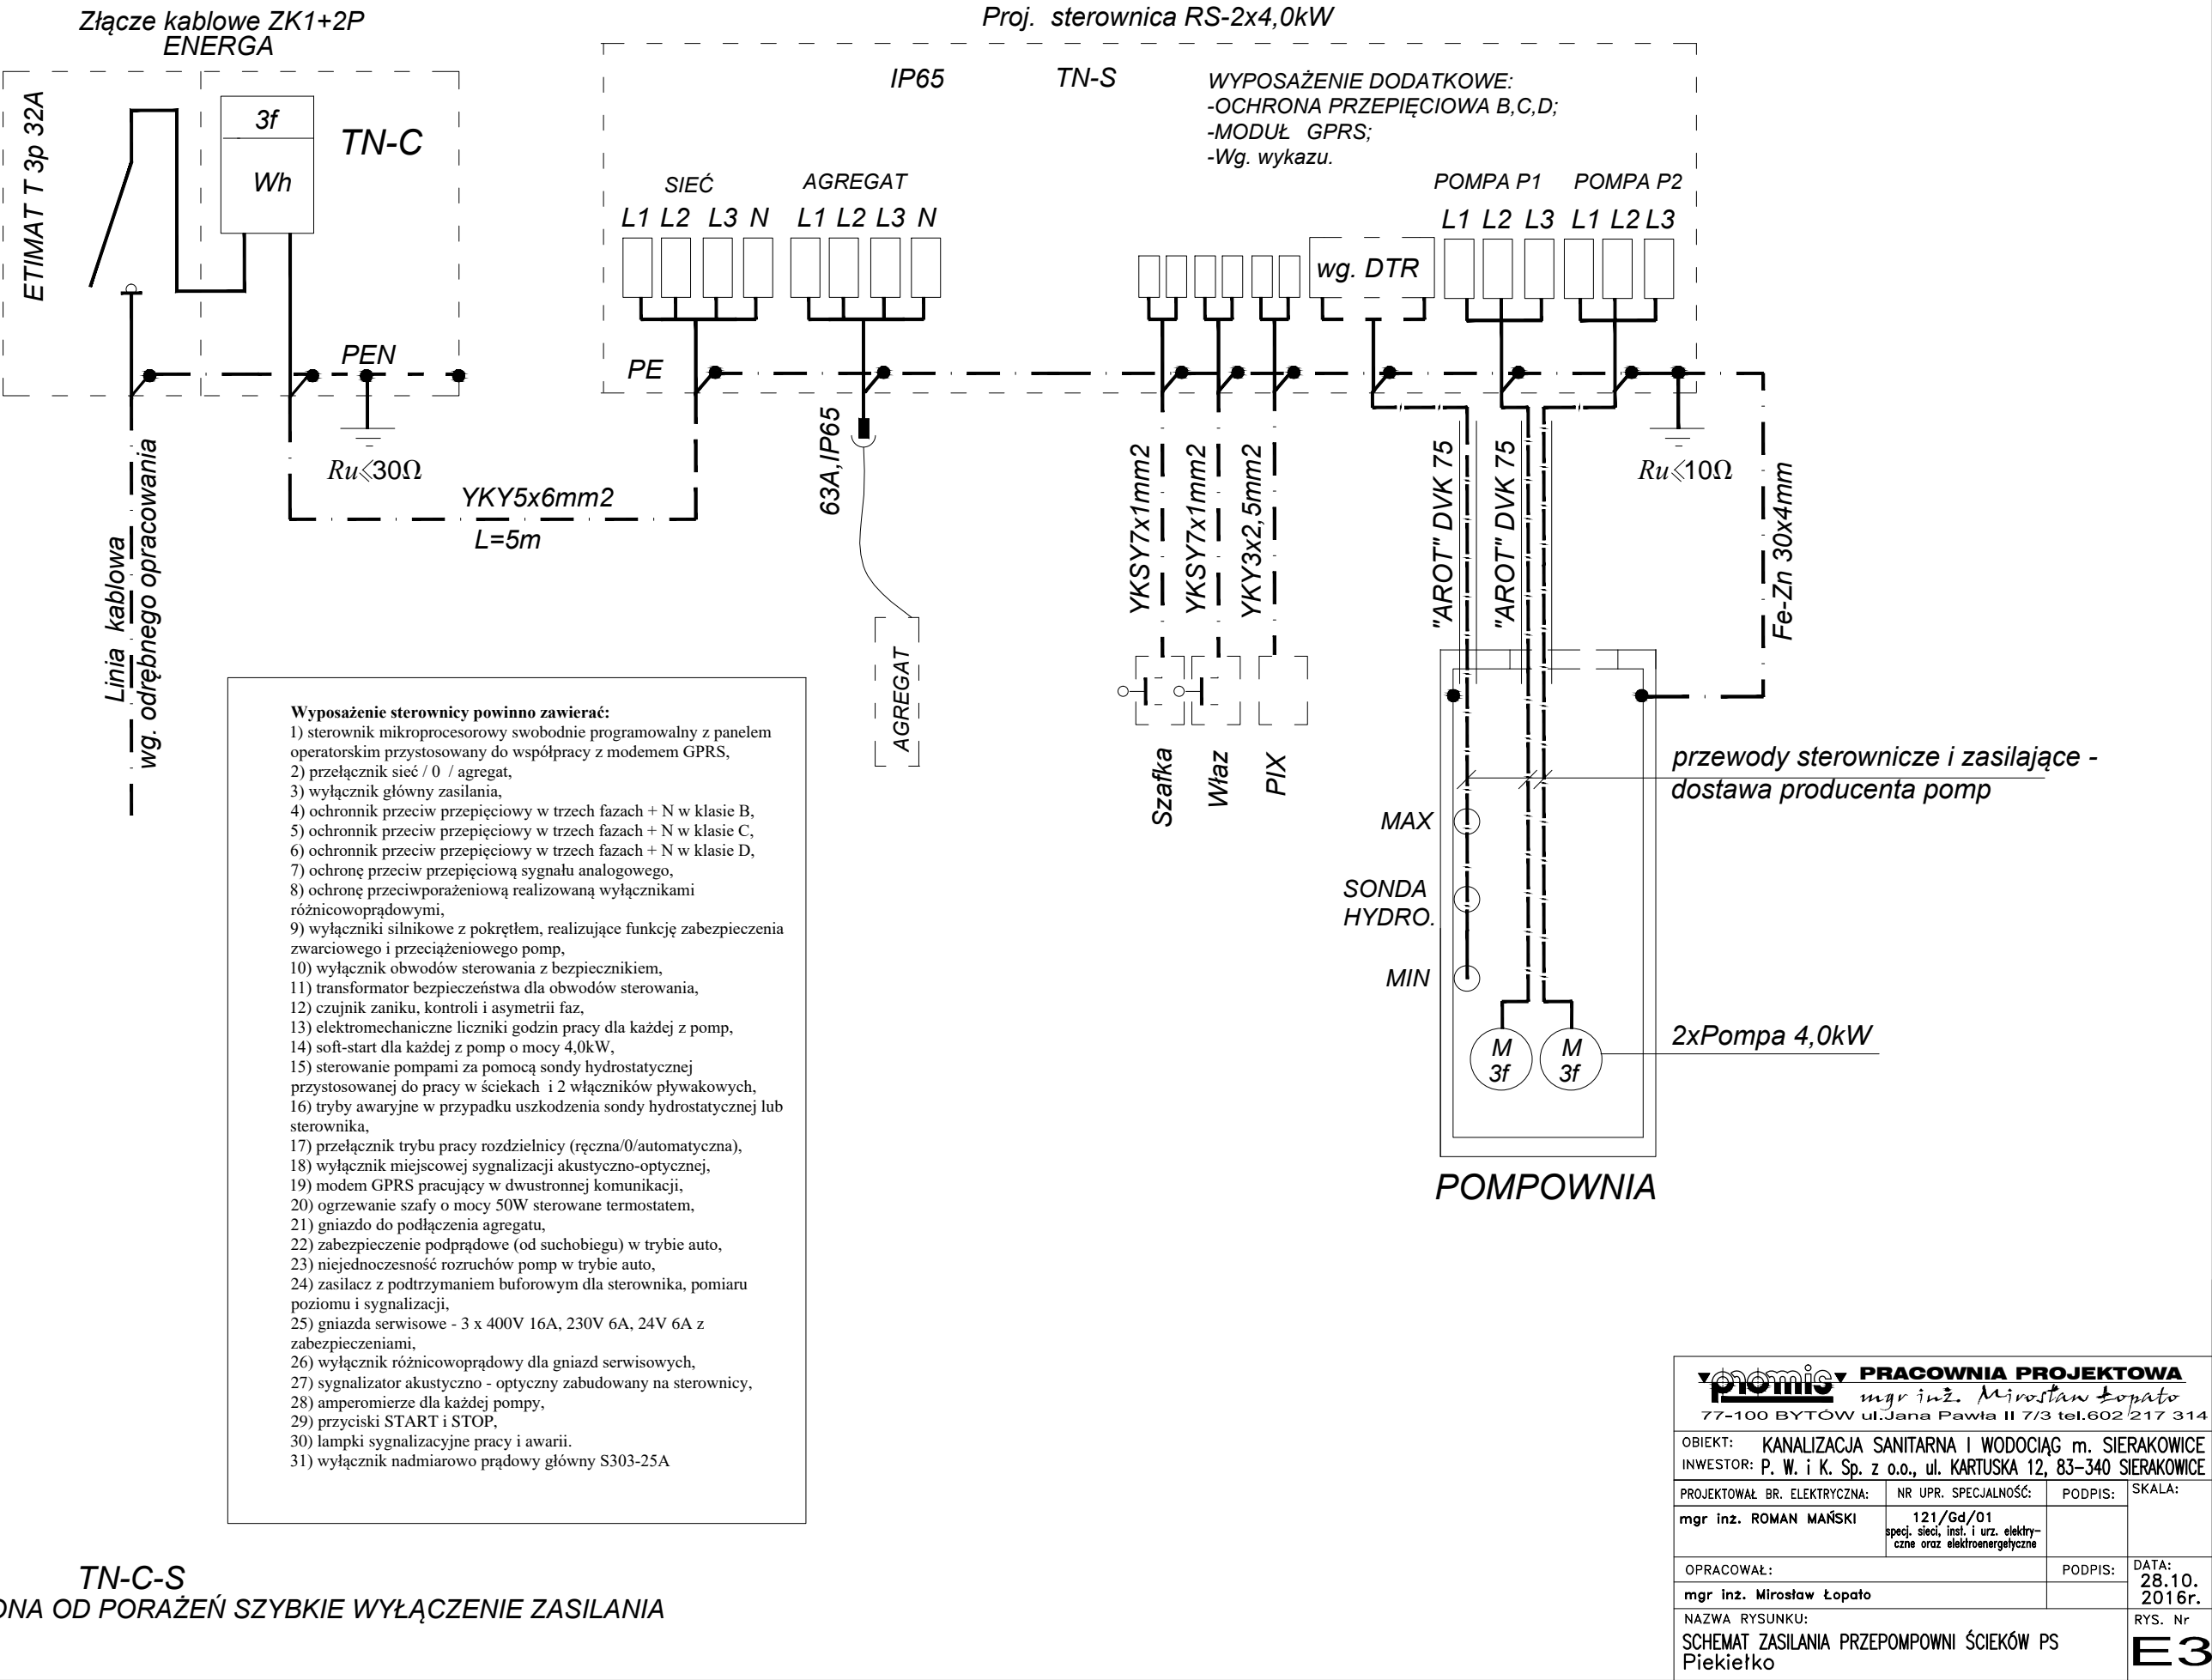 Złącze kablowe ZK1+2P
ENERGA
Proj. sterownica RS-2x4,0kW
ETIMAT T 3p 32A
3f
Wh
TN-C
IP65
TN-S
WYPOSAŻENIE DODATKOWE:
-OCHRONA PRZEPIĘCIOWA B,C,D;
-MODUŁ GPRS;
-Wg. wykazu.
SIEĆ
AGREGAT
POMPA P1
POMPA P2
L1 L2 L3 N
L1 L2 L3 N
L1 L2 L3
L1 L2 L3
wg. DTR
PEN
PE
Ru⩽30Ω
YKY5x6mm2
L=5m
63A,IP65
AGREGAT
YKSY7x1mm2
YKSY7x1mm2
YKY3x2,5mm2
"AROT" DVK 75
"AROT" DVK 75
Ru⩽10Ω
Fe-Zn 30x4mm
Linia kablowa
wg. odrębnego opracowania
Szafka
Właz
PIX
przewody sterownicze i zasilające -
dostawa producenta pomp
MAX
SONDA
HYDRO.
MIN
M
3f
M
3f
2xPompa 4,0kW
POMPOWNIA
Wyposażenie sterownicy powinno zawierać:
1) sterownik mikroprocesorowy swobodnie programowalny z panelem
operatorskim przystosowany do współpracy z modemem GPRS,
2) przełącznik sieć / 0 / agregat,
3) wyłącznik główny zasilania,
4) ochronnik przeciw przepięciowy w trzech fazach + N w klasie B,
5) ochronnik przeciw przepięciowy w trzech fazach + N w klasie C,
6) ochronnik przeciw przepięciowy w trzech fazach + N w klasie D,
7) ochronę przeciw przepięciową sygnału analogowego,
8) ochronę przeciwporażeniową realizowaną wyłącznikami
różnicowoprądowymi,
9) wyłączniki silnikowe z pokrętłem, realizujące funkcję zabezpieczenia
zwarciowego i przeciążeniowego pomp,
10) wyłącznik obwodów sterowania z bezpiecznikiem,
11) transformator bezpieczeństwa dla obwodów sterowania,
12) czujnik zaniku, kontroli i asymetrii faz,
13) elektromechaniczne liczniki godzin pracy dla każdej z pomp,
14) soft-start dla każdej z pomp o mocy 4,0kW,
15) sterowanie pompami za pomocą sondy hydrostatycznej
przystosowanej do pracy w ściekach i 2 włączników pływakowych,
16) tryby awaryjne w przypadku uszkodzenia sondy hydrostatycznej lub
sterownika,
17) przełącznik trybu pracy rozdzielnicy (ręczna/0/automatyczna),
18) wyłącznik miejscowej sygnalizacji akustyczno-optycznej,
19) modem GPRS pracujący w dwustronnej komunikacji,
20) ogrzewanie szafy o mocy 50W sterowane termostatem,
21) gniazdo do podłączenia agregatu,
22) zabezpieczenie podprądowe (od suchobiegu) w trybie auto,
23) niejednoczesność rozruchów pomp w trybie auto,
24) zasilacz z podtrzymaniem buforowym dla sterownika, pomiaru
poziomu i sygnalizacji,
25) gniazda serwisowe - 3 x 400V 16A, 230V 6A, 24V 6A z
zabezpieczeniami,
26) wyłącznik różnicowoprądowy dla gniazd serwisowych,
27) sygnalizator akustyczno - optyczny zabudowany na sterownicy,
28) amperomierze dla każdej pompy,
29) przyciski START i STOP,
30) lampki sygnalizacyjne pracy i awarii.
31) wyłącznik nadmiarowo prądowy główny S303-25A
TN-C-S
ONA OD PORAŻEŃ SZYBKIE WYŁĄCZENIE ZASILANIA
promis PRACOWNIA PROJEKTOWA
mgr inż. Mirosław Łopato
77-100 BYTÓW ul.Jana Pawła II 7/3 tel.602 217 314
OBIEKT: KANALIZACJA SANITARNA I WODOCIĄG m. SIERAKOWICE
INWESTOR: P. W. i K. Sp. z o.o., ul. KARTUSKA 12, 83-340 SIERAKOWICE
PROJEKTOWAŁ BR. ELEKTRYCZNA: NR UPR. SPECJALNOŚĆ: PODPIS: SKALA:
mgr inż. ROMAN MAŃSKI 121/Gd/01
specj. sieci, inst. i urz. elektry-
czne oraz elektroenergetyczne
OPRACOWAŁ: PODPIS: DATA:
28.10.
2016r.
mgr inż. Mirosław Łopato
NAZWA RYSUNKU: RYS. Nr
SCHEMAT ZASILANIA PRZEPOMPOWNI ŚCIEKÓW PS
Piekiełko
E3